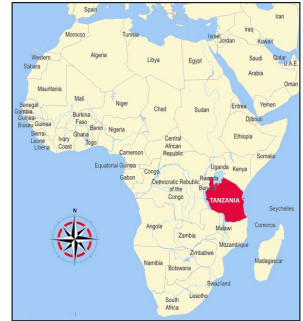 Spain
Tunisia
Morocco
Israel
Jordan
Iraq
Iran
Kuwait
Algeria
Libya
Egypt
Saudi
Arabia
Qatar
U.A.E.
Western
Sahara
Mauritania
Mali
Niger
Chad
Sudan
Eritrea
Yemen
Oman
Senegal
Gambia
Guinea-
Bissau
Guinea
Burkina
Faso
Djibouti
Sierra-
Leone
Liberia
Ivory
Coast
Ghana
Togo
Benin
Nigeria
Central
African
Republic
Ethiopia
Somalia
Cameroon
Equatorial Guinea
Gabon
Congo
Democratic Republic
of the
Congo
Uganda
Kenya
Rwanda
TANZANIA
Seychelles
Comoros
Angola
Zambia
Malawi
Mozambique
Madagascar
Zimbabwe
Namibia
Botswana
Swaziland
Lesotho
South
Africa
N